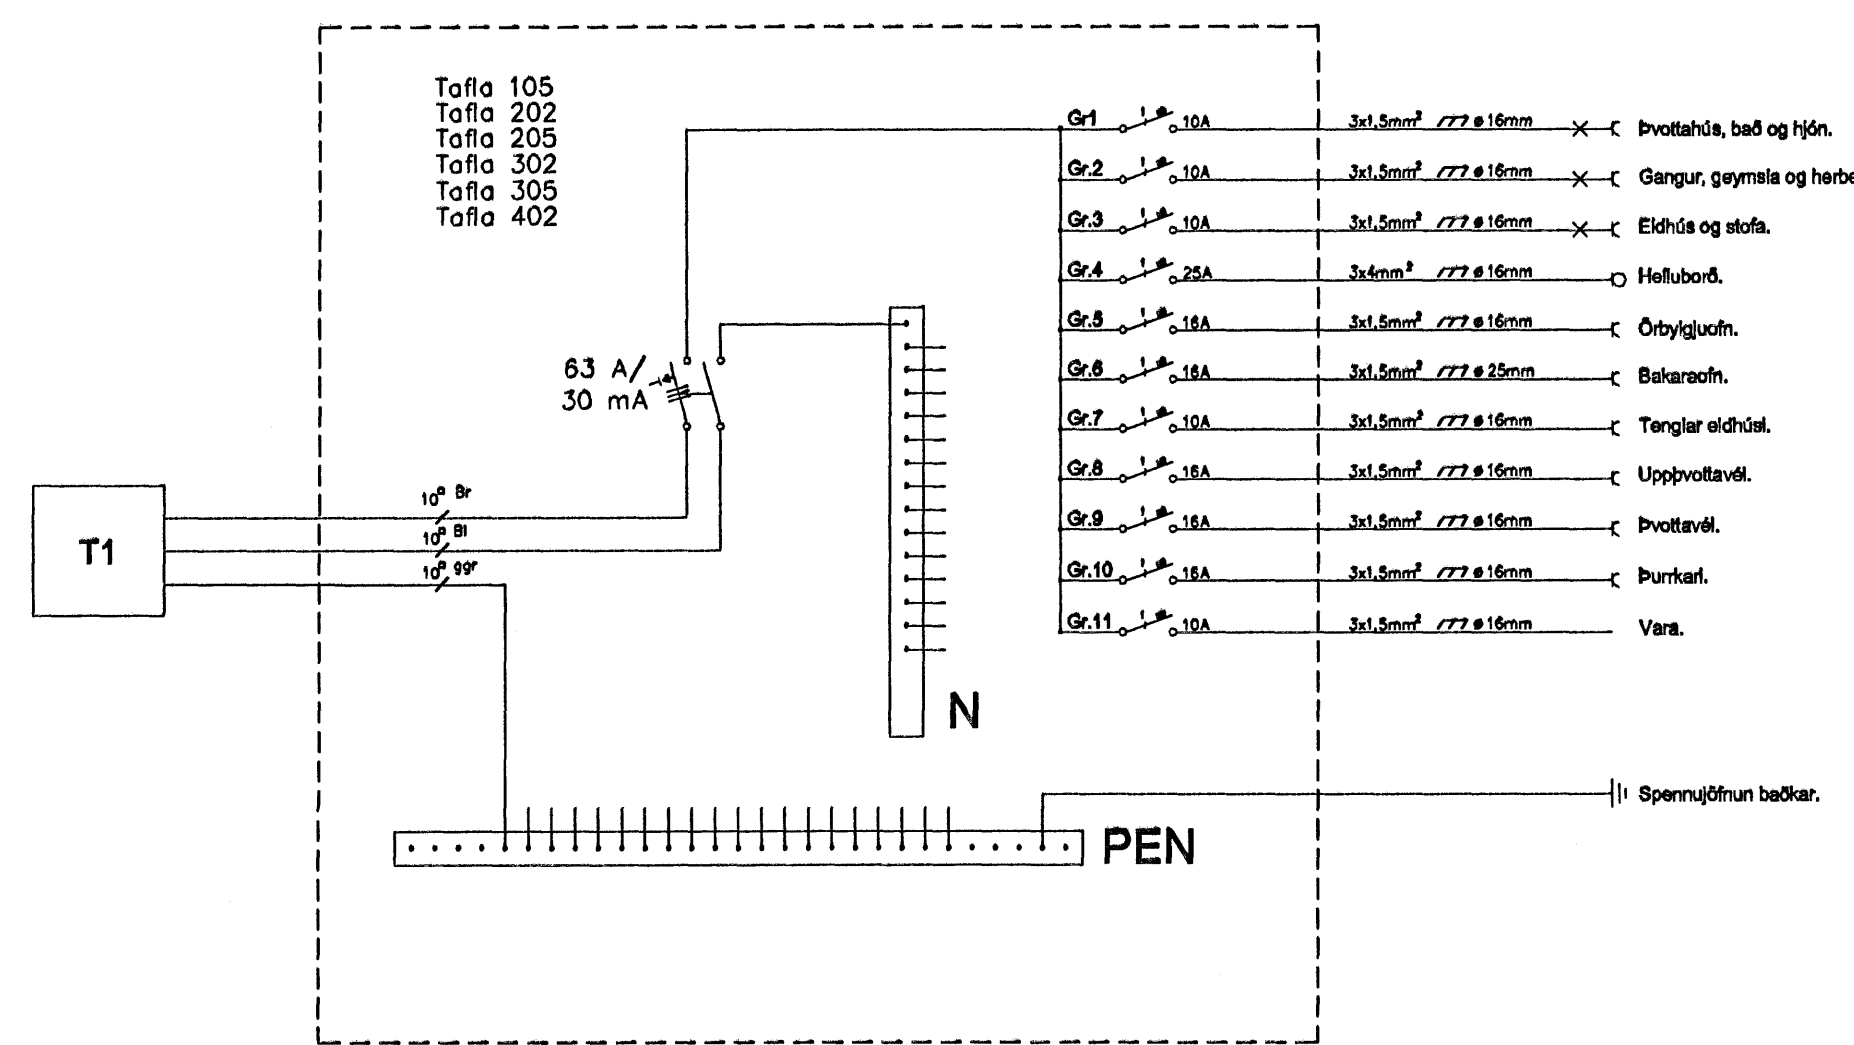 Tafla 105
Tafla 202
Tafla 205
Tafla 302
Tafla 305
Tafla 402
Gr1 10A 3x1,5mm² ø16mm Þvottahús, bað og hjón.
Gr.2 10A 3x1,5mm² ø16mm Gangur, geymsla og herbe
Gr.3 10A 3x1,5mm² ø16mm Eldhús og stofa.
Gr.4 25A 3x4mm² ø16mm Helluborð.
Gr.5 16A 3x1,5mm² ø16mm Örbylgjuofn.
Gr.6 16A 3x1,5mm² ø25mm Bakaraofn.
Gr.7 10A 3x1,5mm² ø16mm Tenglar eldhúsi.
Gr.8 16A 3x1,5mm² ø16mm Uppþvottavél.
Gr.9 16A 3x1,5mm² ø16mm Þvottavél.
Gr.10 16A 3x1,5mm² ø16mm Þurrkari.
Gr.11 10A 3x1,5mm² ø16mm Vara.
63 A/
30 mA
T1
10□ Br
10□ Bl
10□ ggr
N
PEN
Spennujöfnun baðkar.